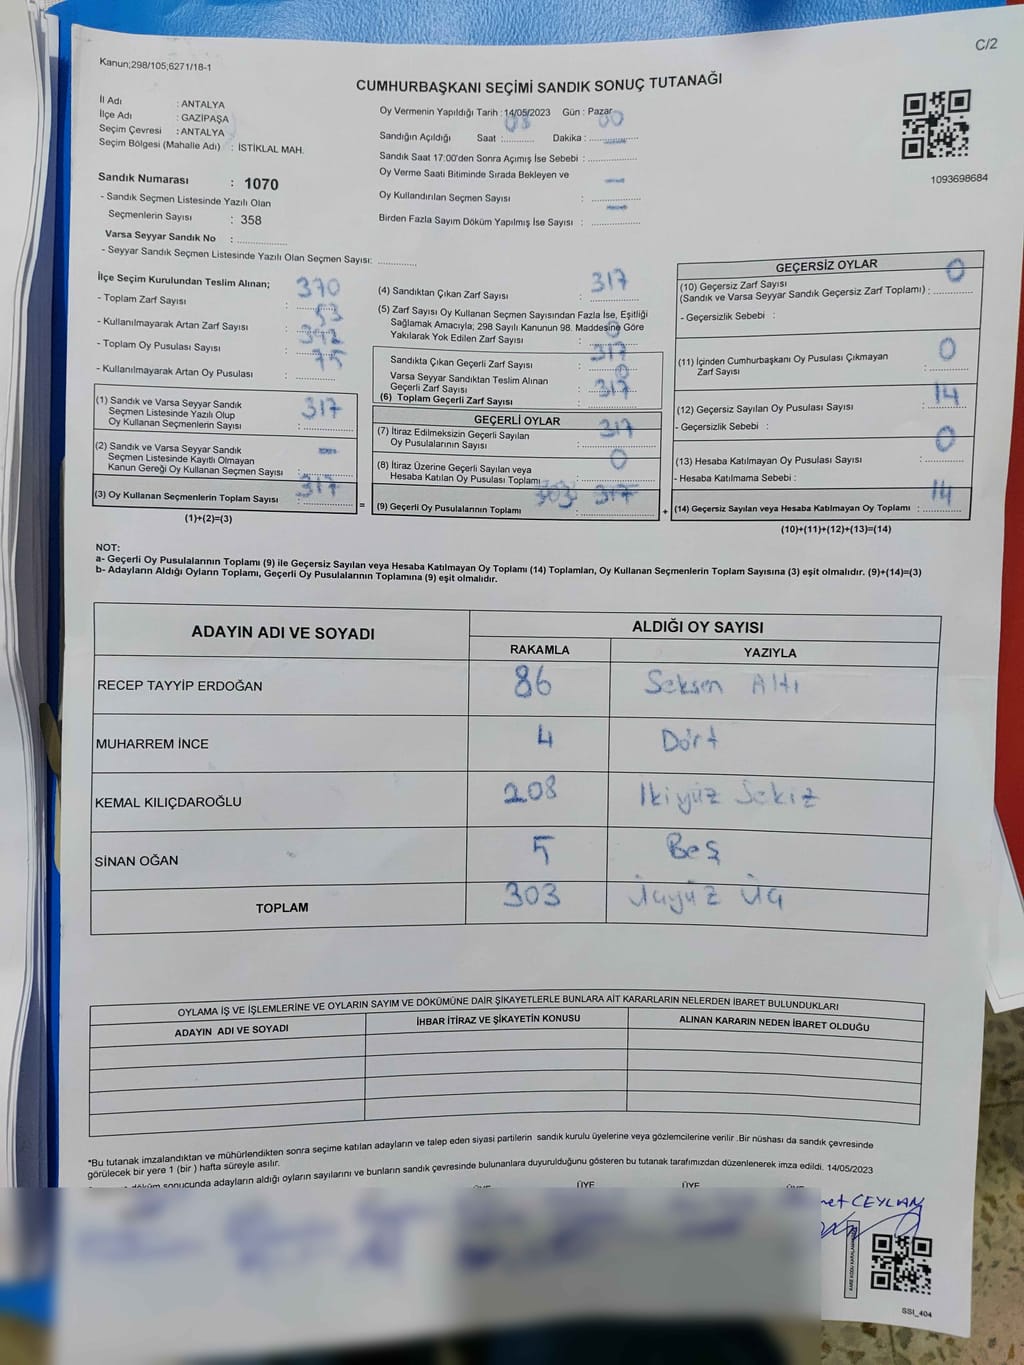 C/2
Kanun;298/105;6271/18-1
CUMHURBAŞKANI SEÇİMİ SANDIK SONUÇ TUTANAĞI
İl Adı : ANTALYA
İlçe Adı : GAZİPAŞA
Seçim Çevresi : ANTALYA
Seçim Bölgesi (Mahalle Adı) : İSTİKLAL MAH.
Sandık Numarası : 1070
- Sandık Seçmen Listesinde Yazılı Olan
Seçmenlerin Sayısı : 358
Varsa Seyyar Sandık No :
- Seyyar Sandık Seçmen Listesinde Yazılı Olan Seçmen Sayısı:
Oy Vermenin Yapıldığı Tarih : 14/05/2023 Gün : Pazar
Sandığın Açıldığı Saat : 08 Dakika : 00
Sandık Saat 17:00'den Sonra Açımış İse Sebebi :
Oy Verme Saati Bitiminde Sırada Bekleyen ve
Oy Kullandırılan Seçmen Sayısı : —
Birden Fazla Sayım Döküm Yapılmış İse Sayısı : —
1093698684
İlçe Seçim Kurulundan Teslim Alınan;
- Toplam Zarf Sayısı : 370
- Kullanılmayarak Artan Zarf Sayısı : 53
- Toplam Oy Pusulası Sayısı : 392
- Kullanılmayarak Artan Oy Pusulası : 75
(1) Sandık ve Varsa Seyyar Sandık
Seçmen Listesinde Yazılı Olup
Oy Kullanan Seçmenlerin Sayısı : 317
(2) Sandık ve Varsa Seyyar Sandık
Seçmen Listesinde Kayıtlı Olmayan
Kanun Gereği Oy Kullanan Seçmen Sayısı : —
(3) Oy Kullanan Seçmenlerin Toplam Sayısı : 317
(1)+(2)=(3)
=
(4) Sandıktan Çıkan Zarf Sayısı : 317
(5) Zarf Sayısı Oy Kullanan Seçmen Sayısından Fazla İse, Eşitliği
Sağlamak Amacıyla; 298 Sayılı Kanunun 98. Maddesine Göre
Yakılarak Yok Edilen Zarf Sayısı : 0
Sandıkta Çıkan Geçerli Zarf Sayısı : 317
Varsa Seyyar Sandıktan Teslim Alınan
Geçerli Zarf Sayısı : 0
(6) Toplam Geçerli Zarf Sayısı : 317
GEÇERLİ OYLAR
(7) İtiraz Edilmeksizin Geçerli Sayılan
Oy Pusulalarının Sayısı : 317
(8) İtiraz Üzerine Geçerli Sayılan veya
Hesaba Katılan Oy Pusulası Toplamı : 0
(9) Geçerli Oy Pusulalarının Toplamı : 303 317
+
GEÇERSİZ OYLAR
(10) Geçersiz Zarf Sayısı
(Sandık ve Varsa Seyyar Sandık Geçersiz Zarf Toplamı) : 0
- Geçersizlik Sebebi :
(11) İçinden Cumhurbaşkanı Oy Pusulası Çıkmayan
Zarf Sayısı : 0
(12) Geçersiz Sayılan Oy Pusulası Sayısı : 14
- Geçersizlik Sebebi :
(13) Hesaba Katılmayan Oy Pusulası Sayısı : 0
- Hesaba Katılmama Sebebi :
(14) Geçersiz Sayılan veya Hesaba Katılmayan Oy Toplamı : 14
(10)+(11)+(12)+(13)=(14)
NOT:
a- Geçerli Oy Pusulalarının Toplamı (9) ile Geçersiz Sayılan veya Hesaba Katılmayan Oy Toplamı (14) Toplamları, Oy Kullanan Seçmenlerin Toplam Sayısına (3) eşit olmalıdır. (9)+(14)=(3)
b- Adayların Aldığı Oyların Toplamı, Geçerli Oy Pusulalarının Toplamına (9) eşit olmalıdır.
ADAYIN ADI VE SOYADI ALDIĞI OY SAYISI
RAKAMLA YAZIYLA
RECEP TAYYİP ERDOĞAN 86 Seksen Altı
MUHARREM İNCE 4 Dört
KEMAL KILIÇDAROĞLU 208 İkiyüz Sekiz
SİNAN OĞAN 5 Beş
TOPLAM 303 Üçyüz Üç
OYLAMA İŞ VE İŞLEMLERİNE VE OYLARIN SAYIM VE DÖKÜMÜNE DAİR ŞİKAYETLERLE BUNLARA AİT KARARLARIN NELERDEN İBARET BULUNDUKLARI
ADAYIN ADI VE SOYADI İHBAR İTİRAZ VE ŞİKAYETİN KONUSU ALINAN KARARIN NEDEN İBARET OLDUĞU
*Bu tutanak imzalandıktan ve mühürlendikten sonra seçime katılan adayların ve talep eden siyasi partilerin sandık kurulu üyelerine veya gözlemcilerine verilir .Bir nüshası da sandık çevresinde
görülecek bir yere 1 (bir ) hafta süreyle asılır.
döküm sonucunda adayların aldığı oyların sayılarını ve bunların sandık çevresinde bulunanlara duyurulduğunu gösteren bu tutanak tarafımızdan düzenlenerek imza edildi. 14/05/2023
ÜYE ÜYE
CEYLAN
SSI_404